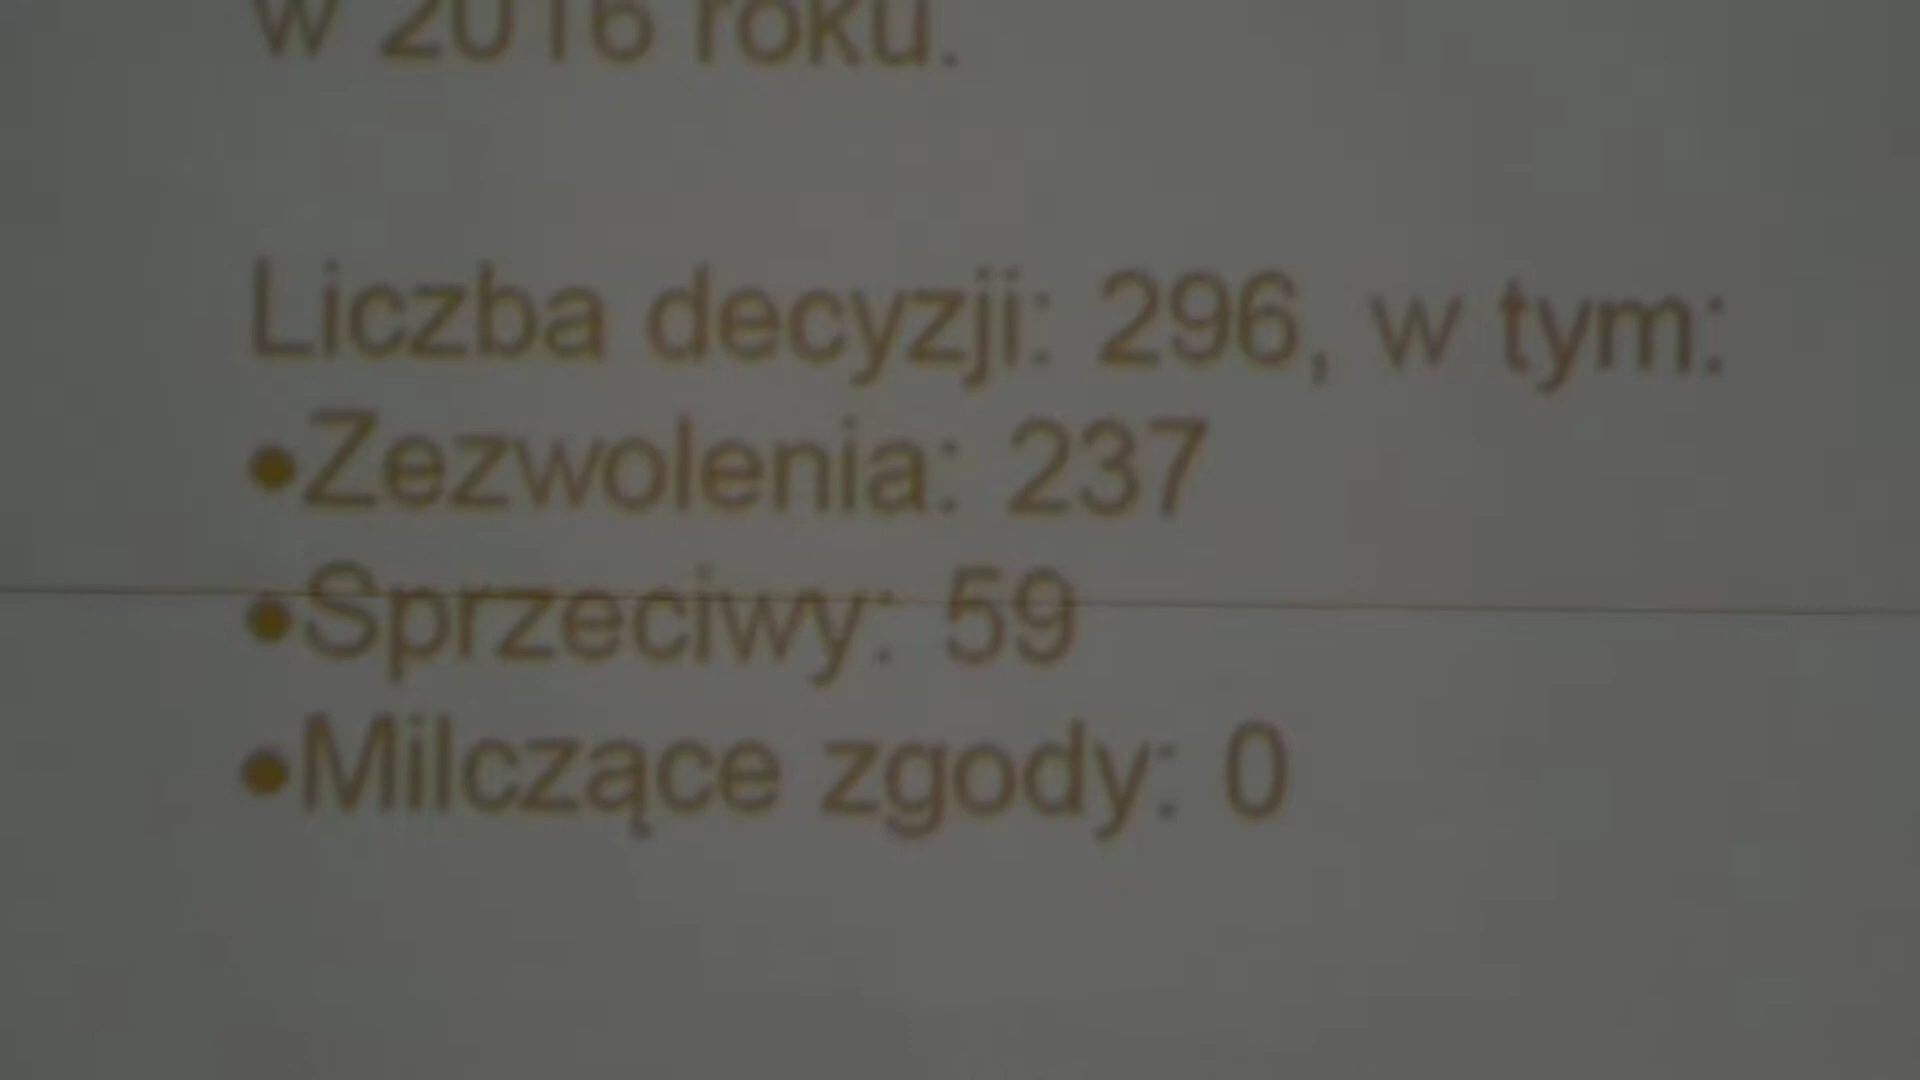 w 2016 roku.
Liczba decyzji: 296, w tym:
•Zezwolenia: 237
•Sprzeciwy: 59
•Milczące zgody: 0